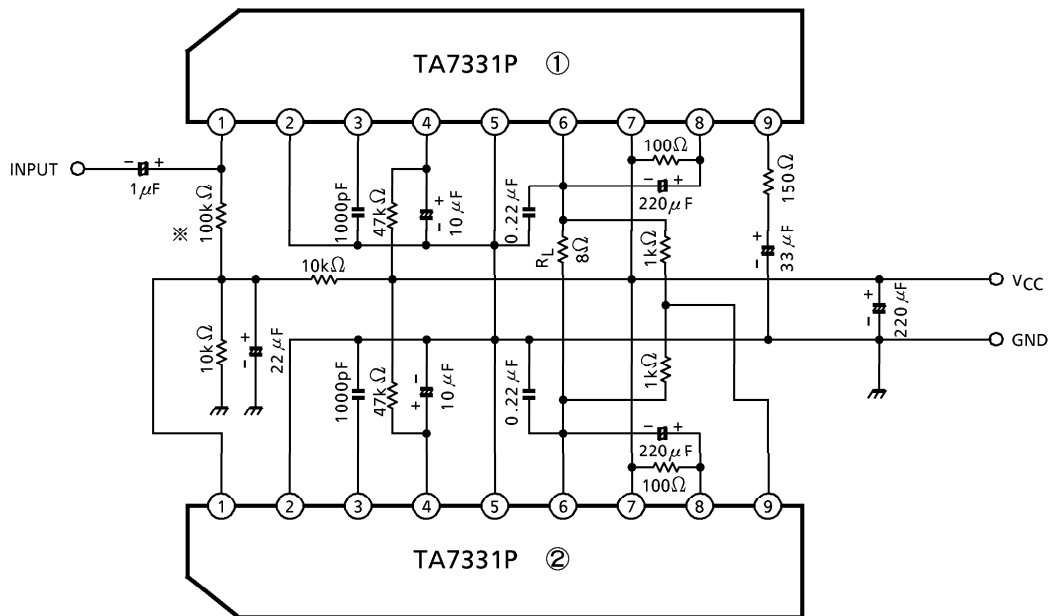 TA7331P ①
1 2 3 4 5 6 7 8 9
INPUT
1μF
※
100kΩ
1000pF
47kΩ
10μF
0.22μF
100Ω
220μF
150Ω
33μF
RL
8Ω
1kΩ
10kΩ
VCC
220μF
GND
10kΩ
22μF
1000pF
47kΩ
10μF
0.22μF
1kΩ
220μF
100Ω
1 2 3 4 5 6 7 8 9
TA7331P ②